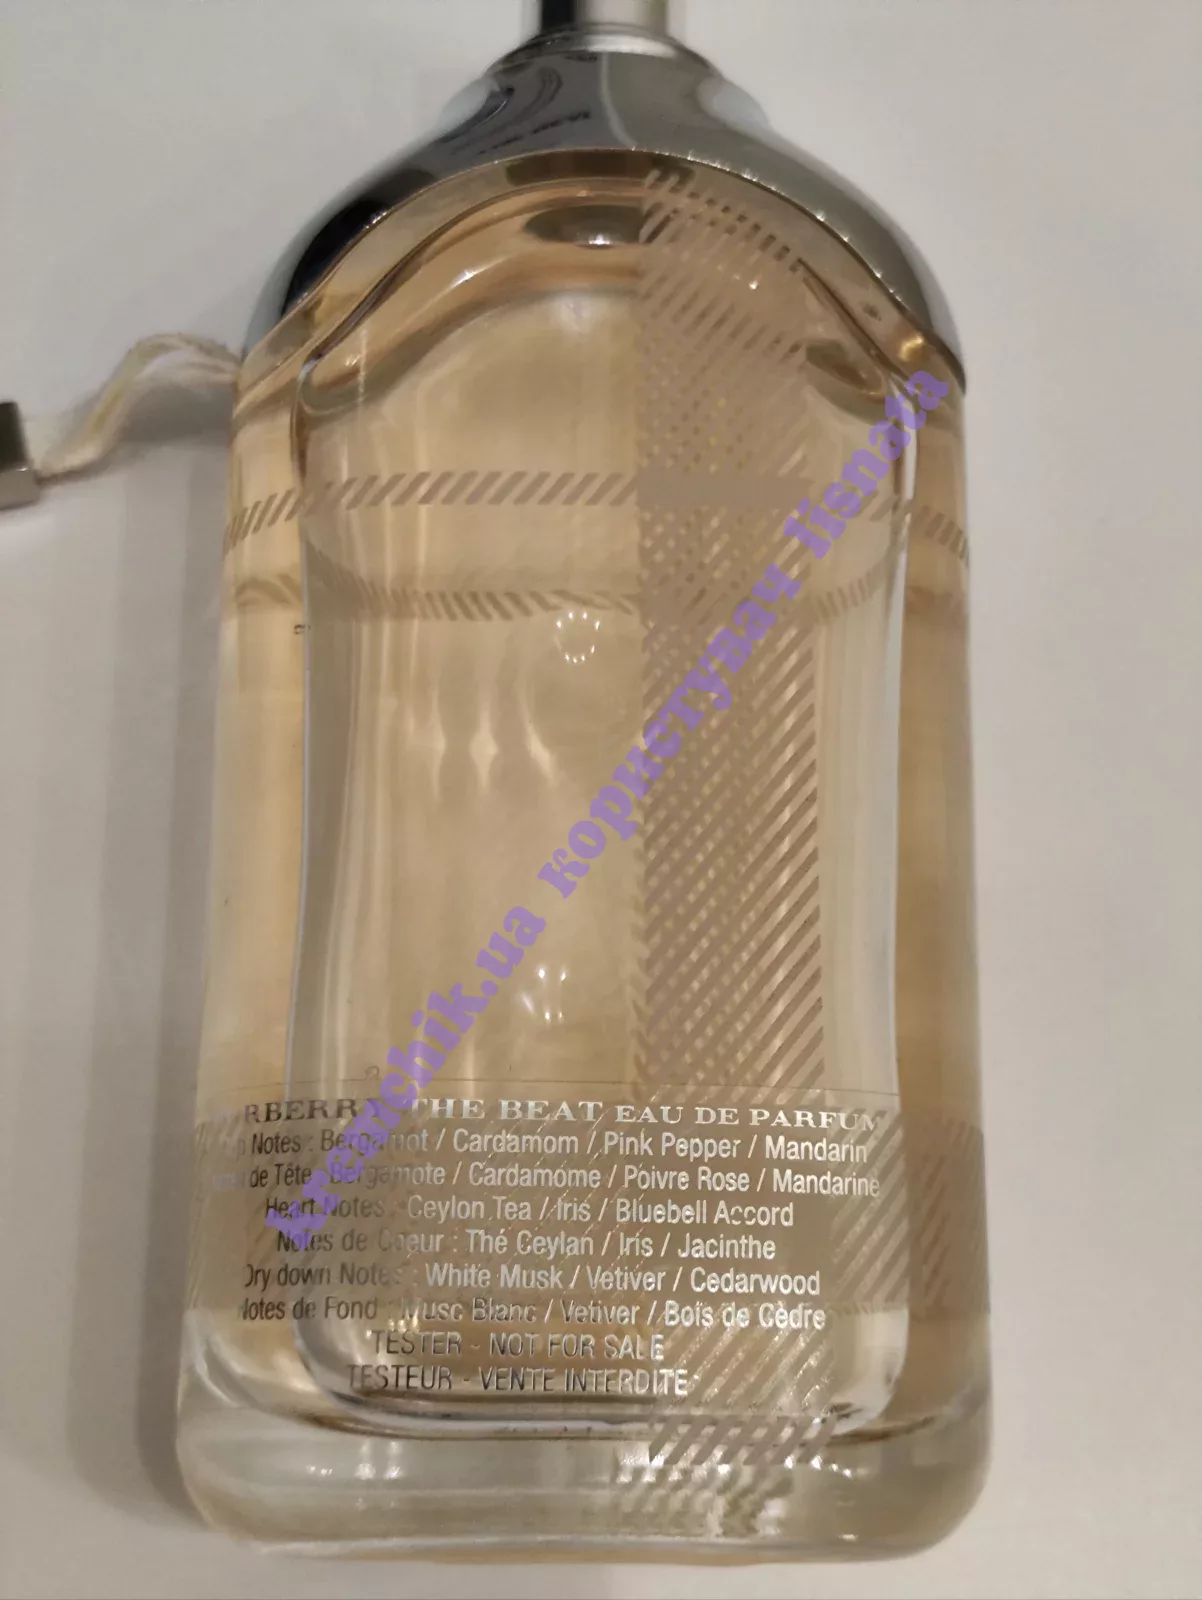 BURBERRY THE BEAT EAU DE PARFUM
Top Notes : Bergamot / Cardamom / Pink Pepper / Mandarin
de Tête : Bergamote / Cardamome / Poivre Rose / Mandarine
Heart Notes : Ceylon Tea / Iris / Bluebell Accord
Notes de Coeur : Thé Ceylan / Iris / Jacinthe
Dry down Notes : White Musk / Vetiver / Cedarwood
Notes de Fond : Musc Blanc / Vetiver / Bois de Cèdre
TESTER - NOT FOR SALE
TESTEUR - VENTE INTERDITE
kremchik.ua користувач lisnata